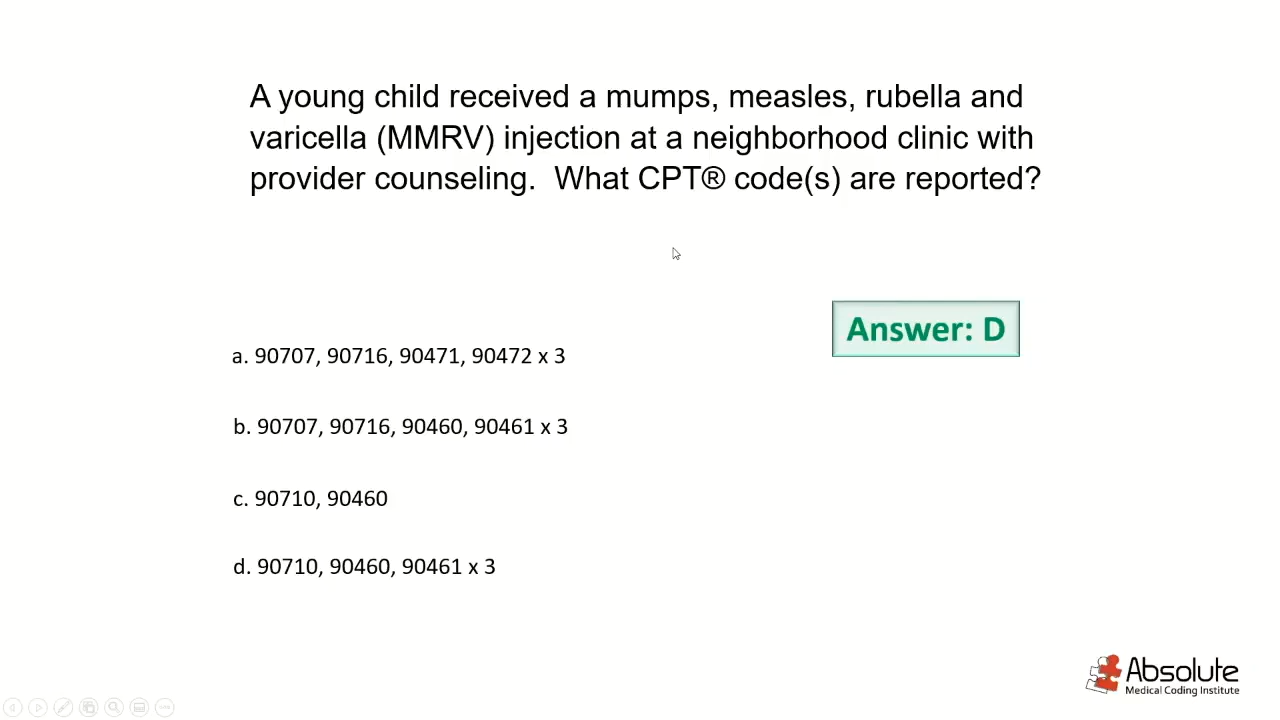 A young child received a mumps, measles, rubella and
varicella (MMRV) injection at a neighborhood clinic with
provider counseling.  What CPT® code(s) are reported?
Answer: D
a. 90707, 90716, 90471, 90472 x 3
b. 90707, 90716, 90460, 90461 x 3
c. 90710, 90460
d. 90710, 90460, 90461 x 3
Absolute
Medical Coding Institute